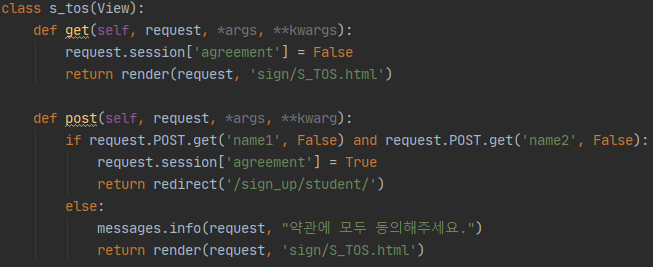 class s_tos(View):
    def get(self, request, *args, **kwargs):
        request.session['agreement'] = False
        return render(request, 'sign/S_TOS.html')

    def post(self, request, *args, **kwarg):
        if request.POST.get('name1', False) and request.POST.get('name2', False):
            request.session['agreement'] = True
            return redirect('/sign_up/student/')
        else:
            messages.info(request, "약관에 모두 동의해주세요.")
            return render(request, 'sign/S_TOS.html')